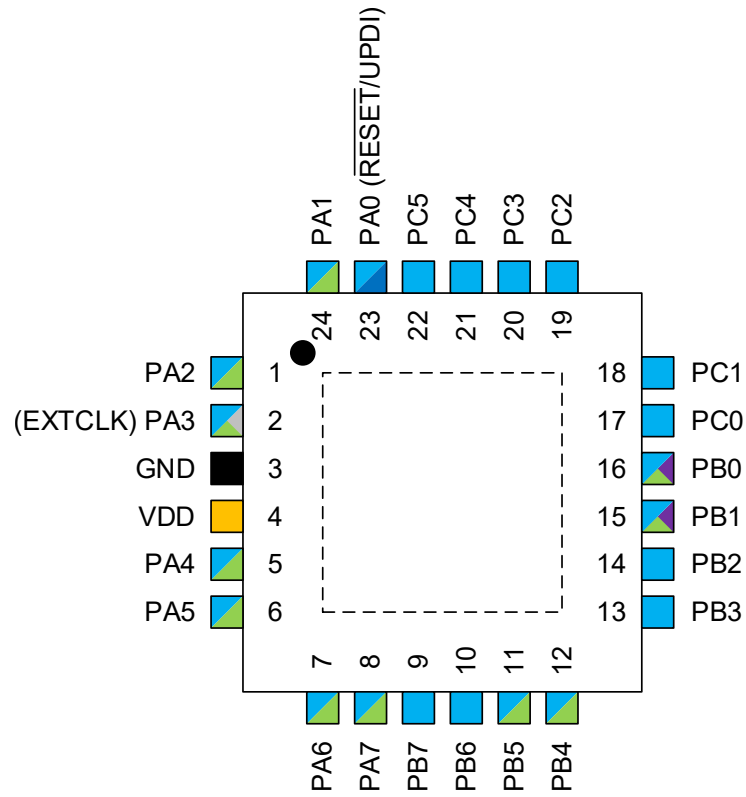 PA0 (RESET/UPDI)
PA1
PC5
PC4
PC3
PC2
24
23
22
21
20
19
PA2 1
(EXTCLK) PA3 2
GND 3
VDD 4
PA4 5
PA5 6
18 PC1
17 PC0
16 PB0
15 PB1
14 PB2
13 PB3
7
8
9
10
11
12
PA6
PA7
PB7
PB6
PB5
PB4